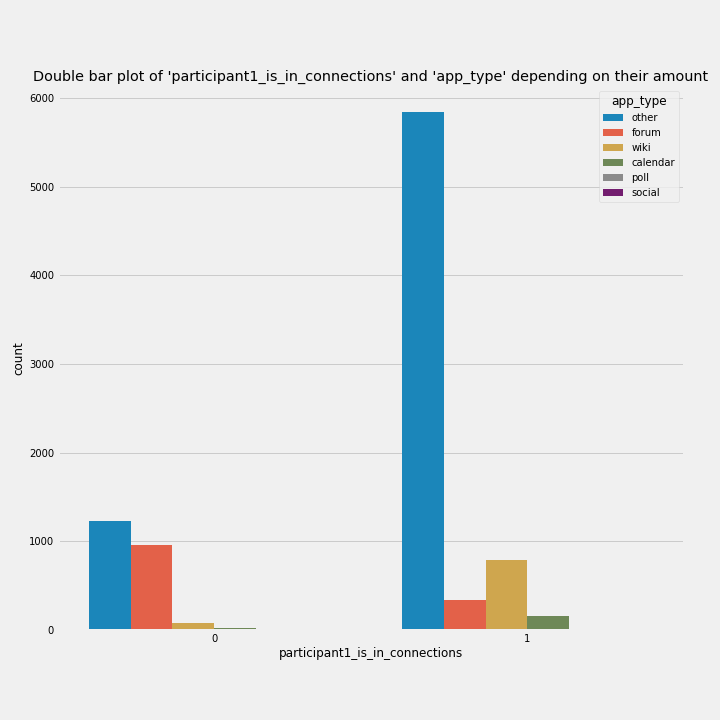 Double bar plot of 'participant1_is_in_connections' and 'app_type' depending on their amount
app_type
other
forum
wiki
calendar
poll
social
6000
5000
4000
3000
2000
1000
0
count
0 1
participant1_is_in_connections